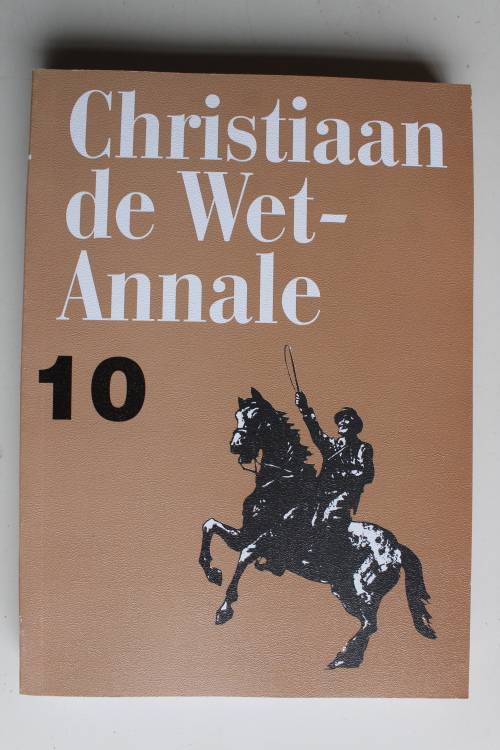 Christiaan
de Wet-
Annale
10